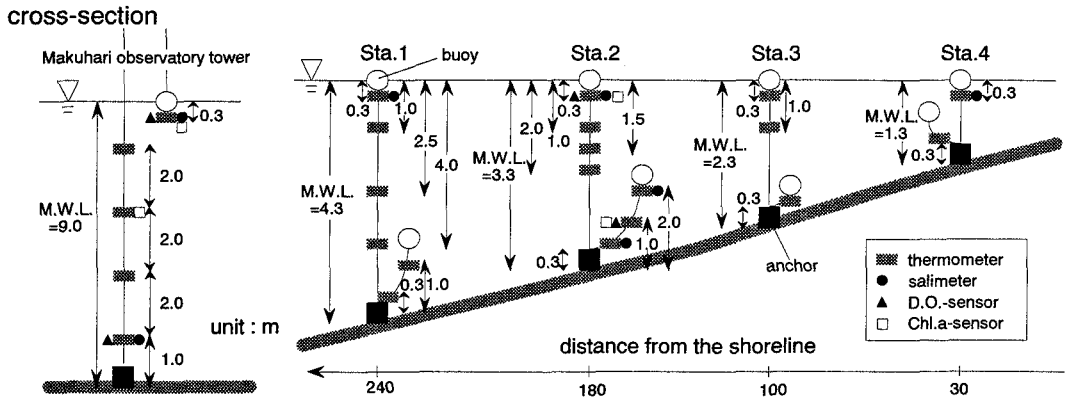 cross-section
Makuhari observatory tower
0.3
2.0
M.W.L.
=9.0
2.0
2.0
1.0
unit : m
Sta.1
buoy
Sta.2
Sta.3
Sta.4
0.3
1.0
2.5
4.0
M.W.L.
=4.3
0.3
1.0
2.0
1.0
0.3
1.5
M.W.L.
=3.3
2.0
1.0
0.3
0.3
1.0
M.W.L.
=2.3
0.3
anchor
0.3
M.W.L.
=1.3
0.3
thermometer
salimeter
D.O.-sensor
Chl.a-sensor
distance from the shoreline
240
180
100
30